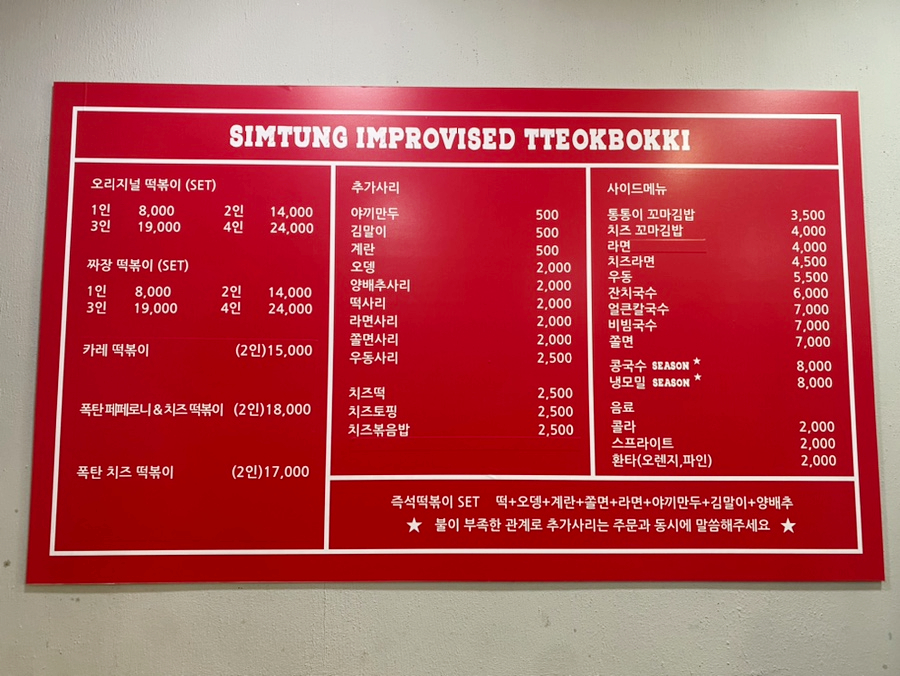 SIMTUNG IMPROVISED TTEOKBOKKI
오리지널 떡볶이 (SET)
1인 8,000 2인 14,000
3인 19,000 4인 24,000
짜장 떡볶이 (SET)
1인 8,000 2인 14,000
3인 19,000 4인 24,000
카레 떡볶이 (2인)15,000
폭탄 페페로니&치즈 떡볶이 (2인)18,000
폭탄 치즈 떡볶이 (2인)17,000
추가사리
야끼만두 500
김말이 500
계란 500
오뎅 2,000
양배추사리 2,000
떡사리 2,000
라면사리 2,000
쫄면사리 2,000
우동사리 2,500
치즈떡 2,500
치즈토핑 2,500
치즈볶음밥 2,500
사이드메뉴
통통이 꼬마김밥 3,500
치즈 꼬마김밥 4,000
라면 4,000
치즈라면 4,500
우동 5,500
잔치국수 6,000
얼큰칼국수 7,000
비빔국수 7,000
쫄면 7,000
콩국수 SEASON★ 8,000
냉모밀 SEASON★ 8,000
음료
콜라 2,000
스프라이트 2,000
환타(오렌지,파인) 2,000
즉석떡볶이 SET 떡+오뎅+계란+쫄면+라면+야끼만두+김말이+양배추
★ 불이 부족한 관계로 추가사리는 주문과 동시에 말씀해주세요 ★